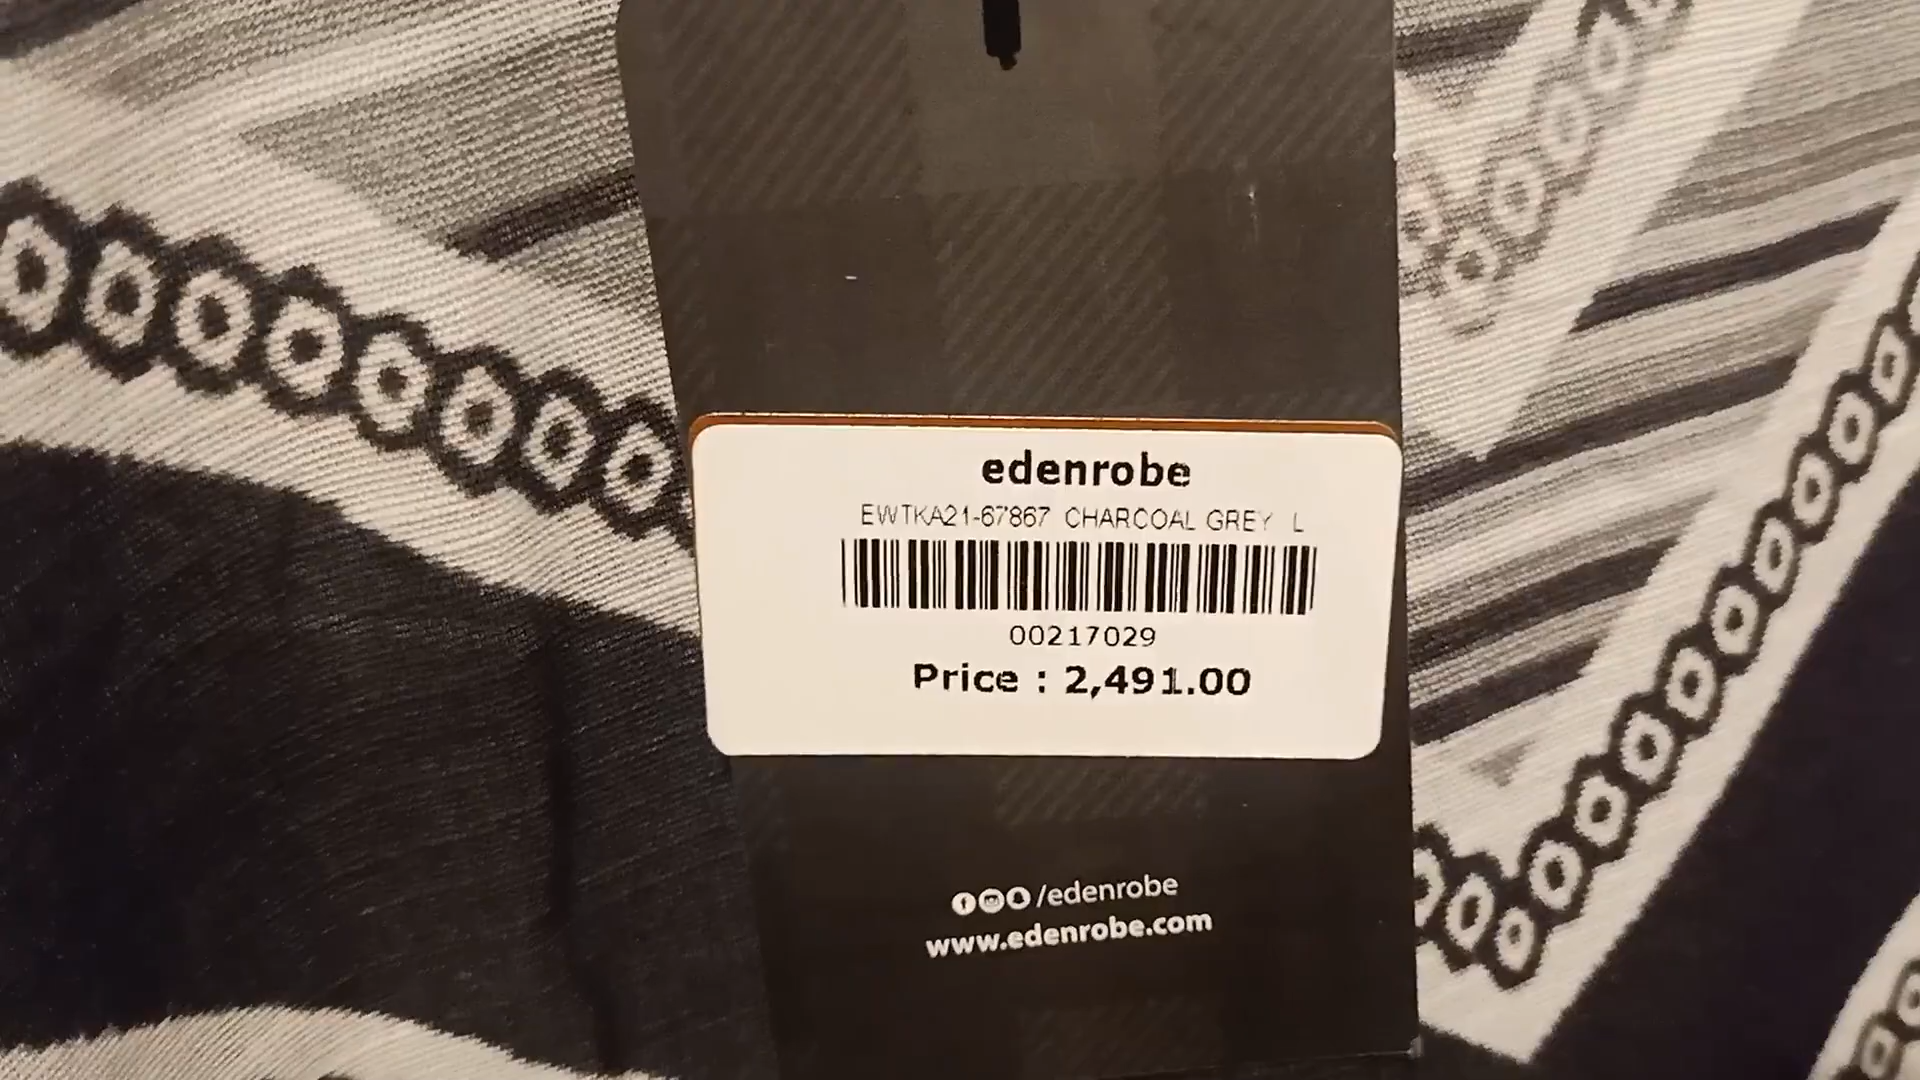 edenrobe
EWTKA21-67867 CHARCOAL GREY L
00217029
Price : 2,491.00
/edenrobe
www.edenrobe.com